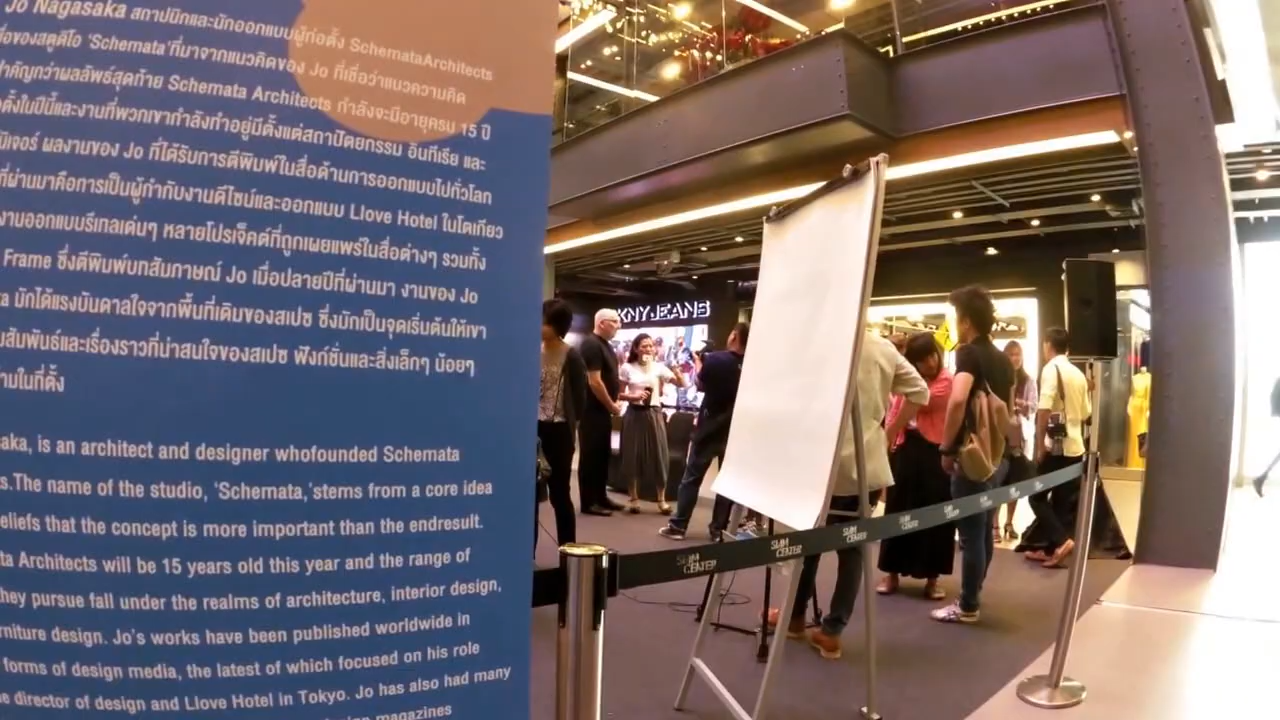 Jo Nagasaka สถาปนิกและนักออกแบบผู้ก่อตั้ง SchemataArchitects
ชื่อของสตูดิโอ 'Schemata'ที่มาจากแนวคิดของ Jo ที่เชื่อว่าแนวความคิด
สำคัญกว่าผลลัพธ์สุดท้าย Schemata Architects กำลังจะมีอายุครบ 15 ปี
ตั้งในปีนี้และงานที่พวกเขากำลังทำอยู่มีตั้งแต่สถาปัตยกรรม อินทีเรีย และ
นิเจอร์ ผลงานของ Jo ที่ได้รับการตีพิมพ์ในสื่อด้านการออกแบบไปทั่วโลก
ที่ผ่านมาคือการเป็นผู้กำกับงานดีไซน์และออกแบบ Llove Hotel ในโตเกียว
งานออกแบบรีเทลเด่นๆ หลายโปรเจ็คต์ที่ถูกเผยแพร่ในสื่อต่างๆ รวมทั้ง
Frame ซึ่งตีพิมพ์บทสัมภาษณ์ Jo เมื่อปลายปีที่ผ่านมา งานของ Jo
มักได้แรงบันดาลใจจากพื้นที่เดิมของสเปซ ซึ่งมักเป็นจุดเริ่มต้นให้เขา
สัมพันธ์และเรื่องราวที่น่าสนใจของสเปซ ฟังก์ชั่นและสิ่งเล็กๆ น้อยๆ
ในที่ตั้ง
saka, is an architect and designer whofounded Schemata
s.The name of the studio, 'Schemata,'stems from a core idea
eliefs that the concept is more important than the endresult.
ta Architects will be 15 years old this year and the range of
they pursue fall under the realms of architecture, interior design,
rniture design. Jo's works have been published worldwide in
forms of design media, the latest of which focused on his role
e director of design and Llove Hotel in Tokyo. Jo has also had many
magazines
KNY JEANS
SIAM CENTER
SIAM CENTER
SIAM CENTER
SIAM CENTER
SIAM CENTER